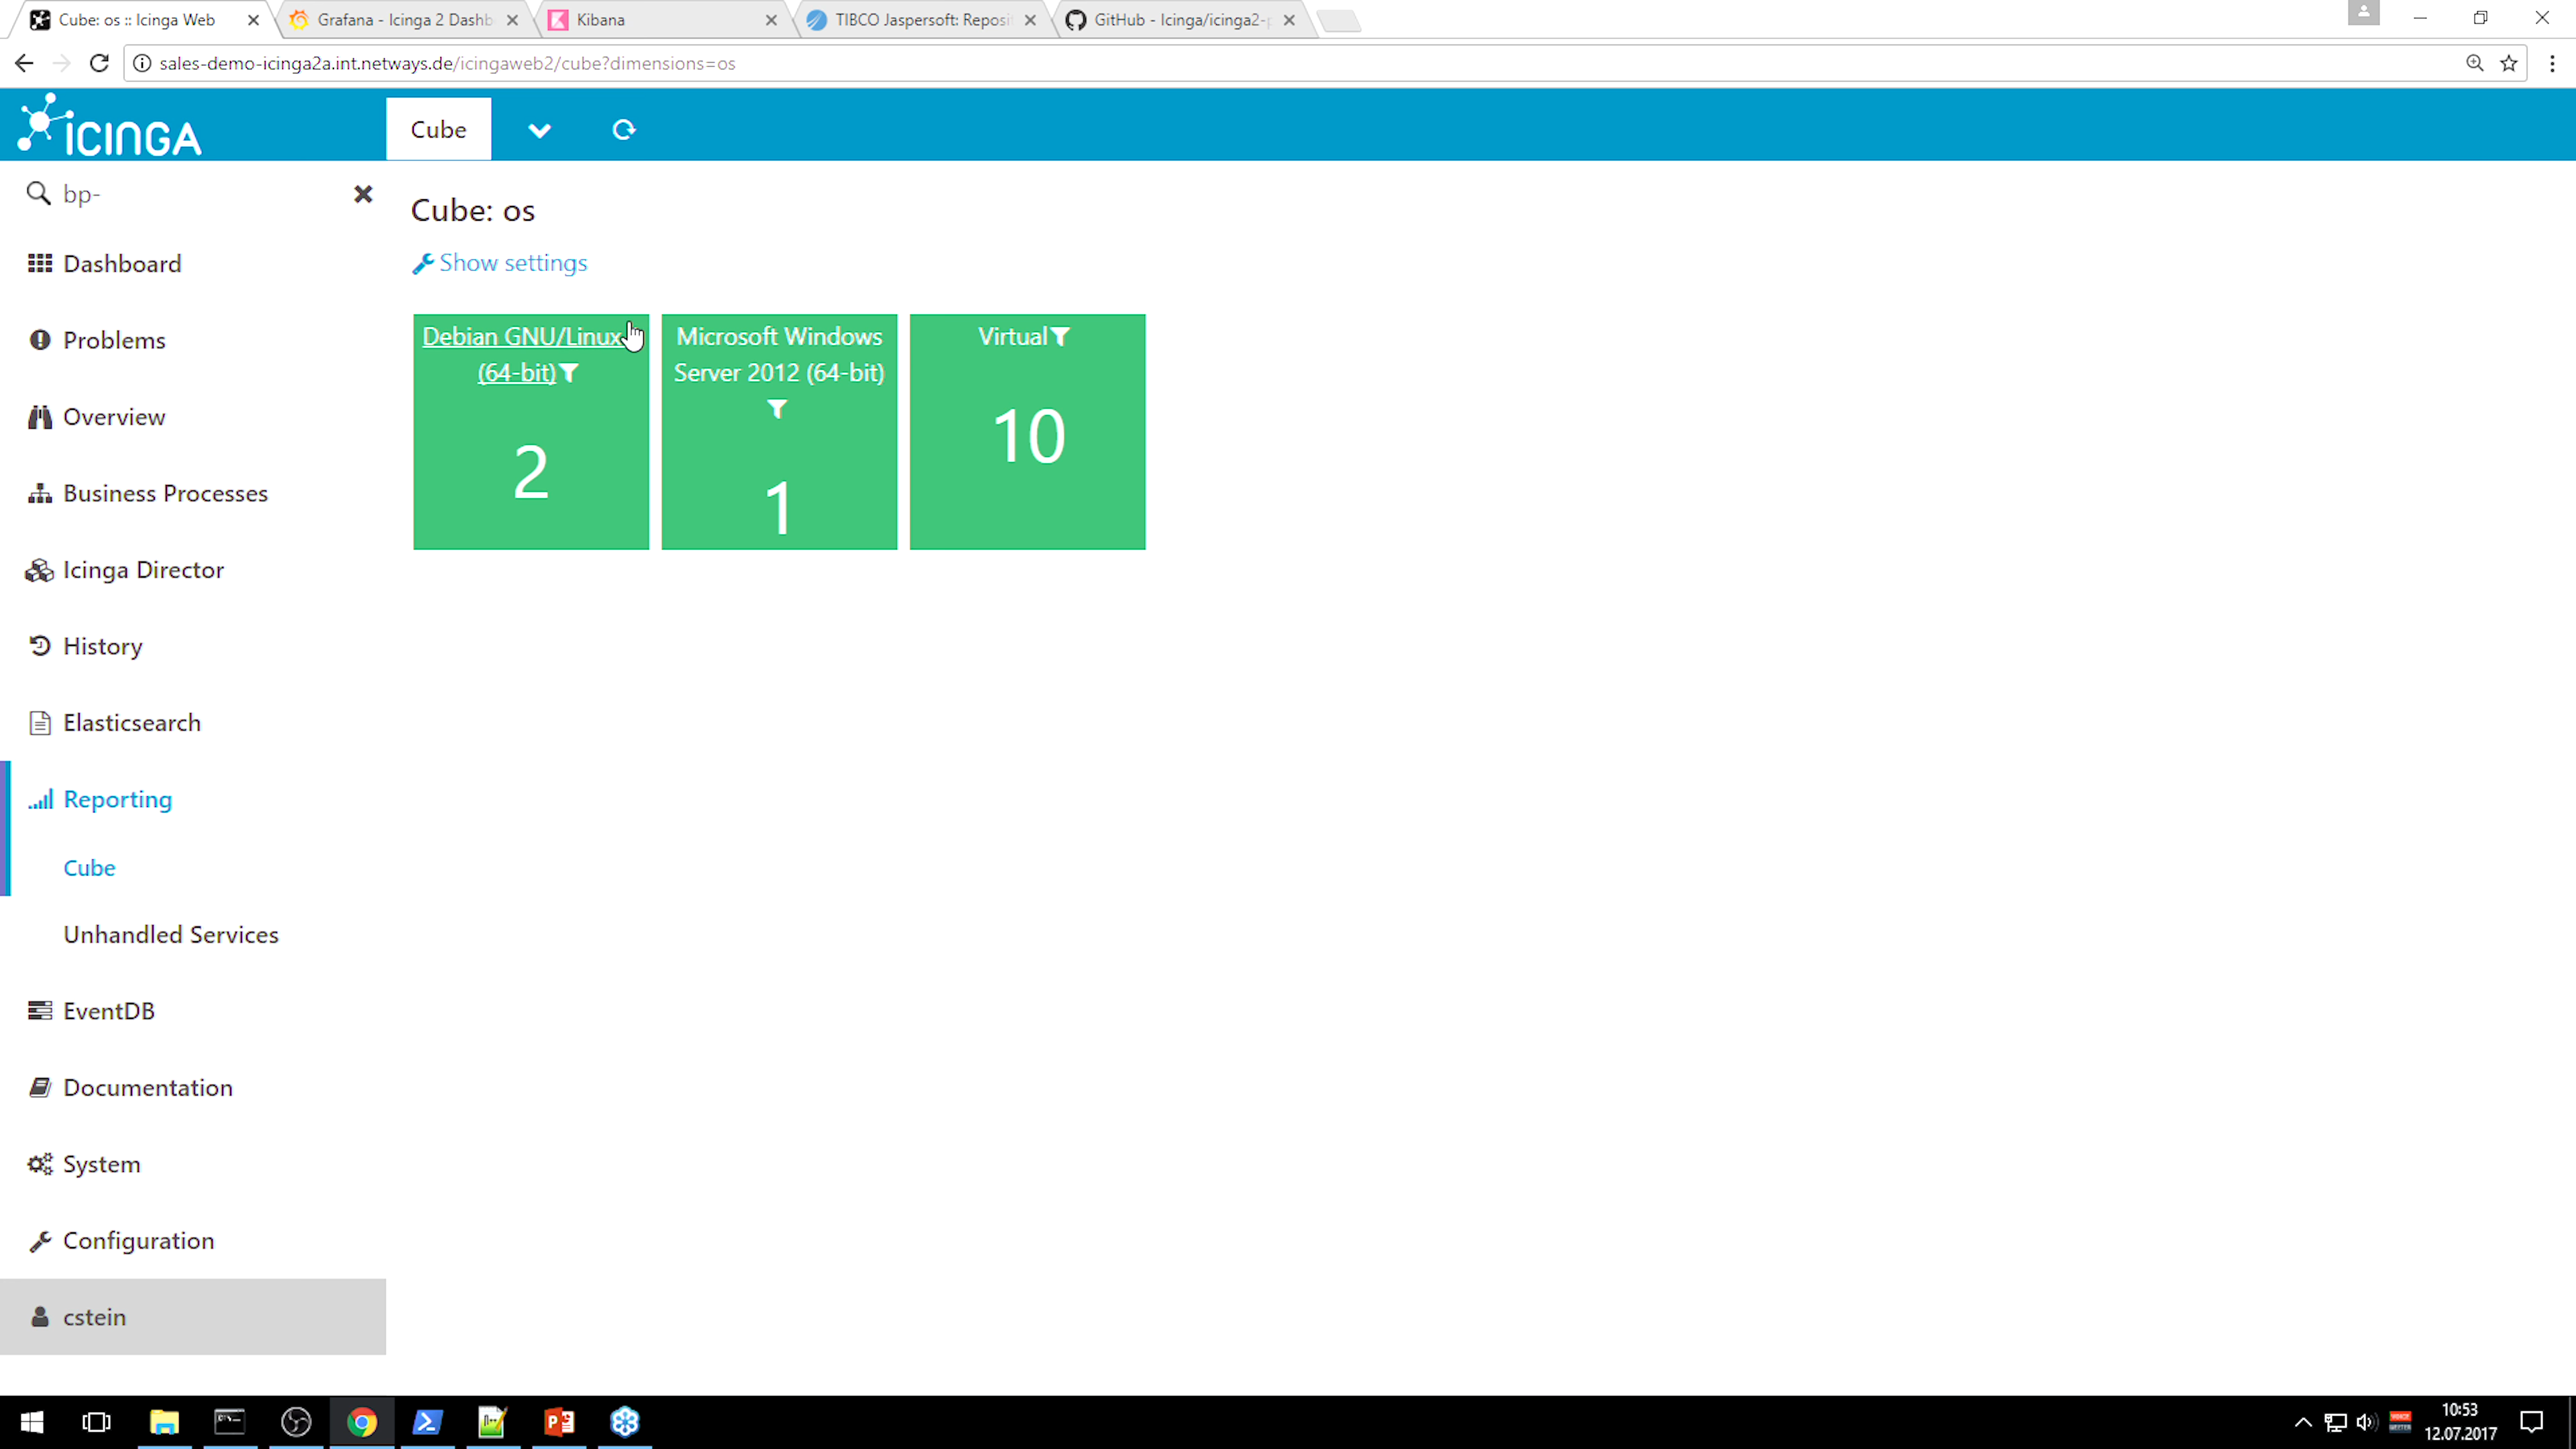 Cube: os :: Icinga Web
Grafana - Icinga 2 Dashb
Kibana
TIBCO Jaspersoft: Reposit
GitHub - Icinga/icinga2-p
sales-demo-icinga2a.int.netways.de/icingaweb2/cube?dimensions=os
ICINGA
Cube
bp-
Cube: os
Show settings
Dashboard
Problems
Overview
Business Processes
Icinga Director
History
Elasticsearch
Reporting
Cube
Unhandled Services
EventDB
Documentation
System
Configuration
cstein
Debian GNU/Linux
(64-bit)
2
Microsoft Windows
Server 2012 (64-bit)
1
Virtual
10
10:53
12.07.2017